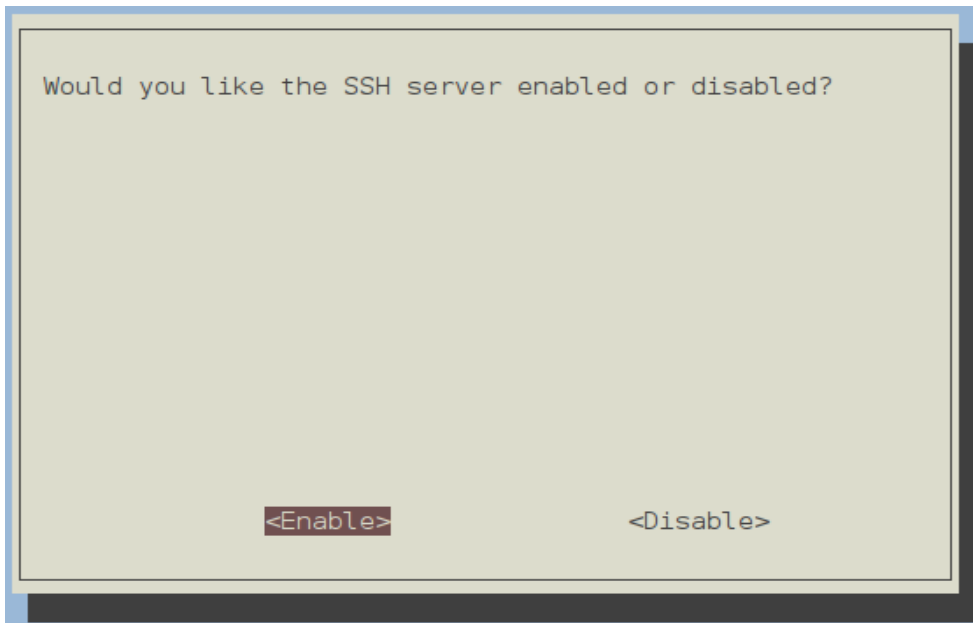 Would you like the SSH server enabled or disabled?
<Enable> <Disable>